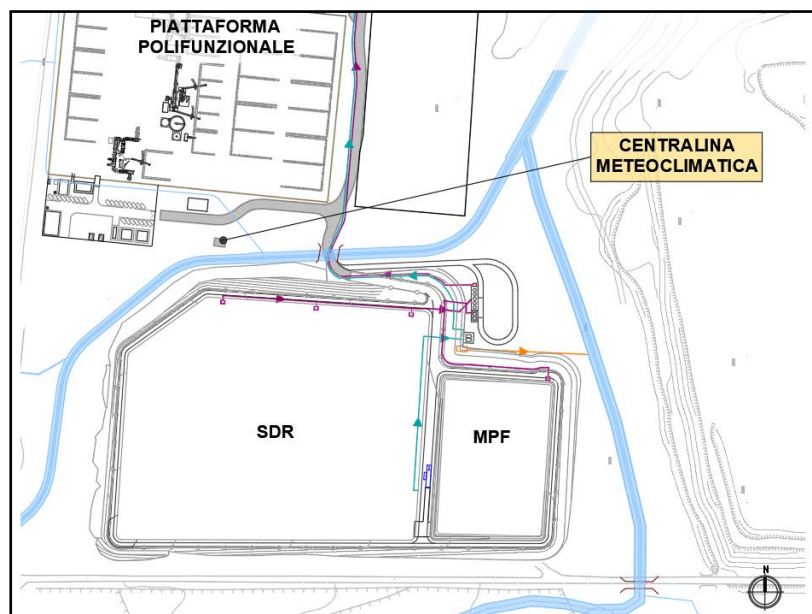 PIATTAFORMA
POLIFUNZIONALE
CENTRALINA
METEOCLIMATICA
SDR
MPF
N